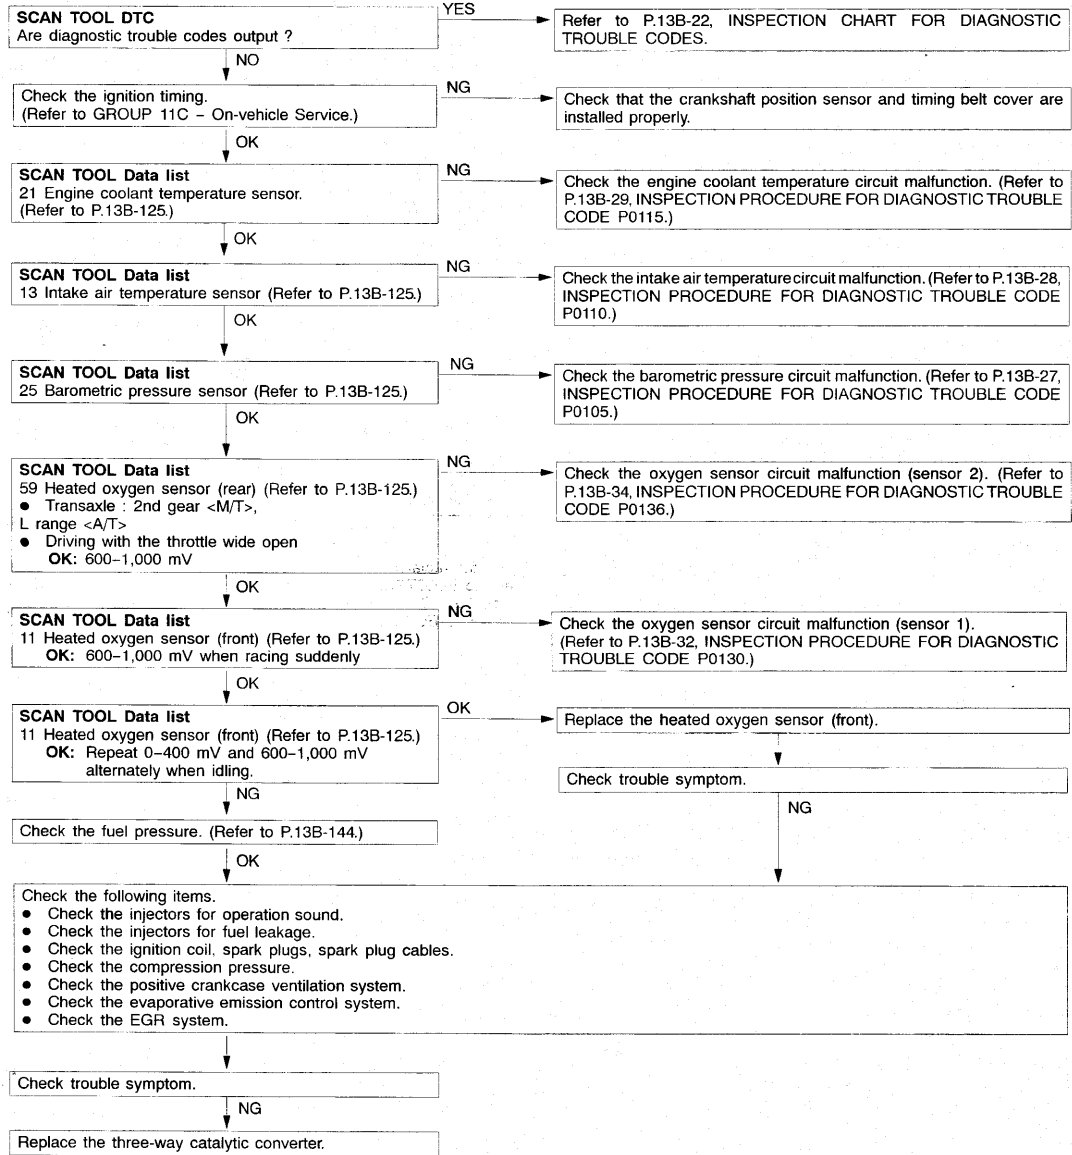 SCAN TOOL DTC
Are diagnostic trouble codes output ?
YES
Refer to P.13B-22, INSPECTION CHART FOR DIAGNOSTIC
TROUBLE CODES.
NO
Check the ignition timing.
(Refer to GROUP 11C – On-vehicle Service.)
NG
Check that the crankshaft position sensor and timing belt cover are
installed properly.
OK
SCAN TOOL Data list
21 Engine coolant temperature sensor.
(Refer to P.13B-125.)
NG
Check the engine coolant temperature circuit malfunction. (Refer to
P.13B-29, INSPECTION PROCEDURE FOR DIAGNOSTIC TROUBLE
CODE P0115.)
OK
SCAN TOOL Data list
13 Intake air temperature sensor (Refer to P.13B-125.)
NG
Check the intake air temperature circuit malfunction. (Refer to P.13B-28,
INSPECTION PROCEDURE FOR DIAGNOSTIC TROUBLE CODE
P0110.)
OK
SCAN TOOL Data list
25 Barometric pressure sensor (Refer to P.13B-125.)
NG
Check the barometric pressure circuit malfunction. (Refer to P.13B-27,
INSPECTION PROCEDURE FOR DIAGNOSTIC TROUBLE CODE
P0105.)
OK
SCAN TOOL Data list
59 Heated oxygen sensor (rear) (Refer to P.13B-125.)
● Transaxle : 2nd gear <M/T>,
L range <A/T>
● Driving with the throttle wide open
OK: 600–1,000 mV
NG
Check the oxygen sensor circuit malfunction (sensor 2). (Refer to
P.13B-34, INSPECTION PROCEDURE FOR DIAGNOSTIC TROUBLE
CODE P0136.)
OK
SCAN TOOL Data list
11 Heated oxygen sensor (front) (Refer to P.13B-125.)
OK: 600–1,000 mV when racing suddenly
NG
Check the oxygen sensor circuit malfunction (sensor 1).
(Refer to P.13B-32, INSPECTION PROCEDURE FOR DIAGNOSTIC
TROUBLE CODE P0130.)
OK
SCAN TOOL Data list
11 Heated oxygen sensor (front) (Refer to P.13B-125.)
OK: Repeat 0–400 mV and 600–1,000 mV
alternately when idling.
OK
Replace the heated oxygen sensor (front).
Check trouble symptom.
NG
NG
Check the fuel pressure. (Refer to P.13B-144.)
OK
Check the following items.
● Check the injectors for operation sound.
● Check the injectors for fuel leakage.
● Check the ignition coil, spark plugs, spark plug cables.
● Check the compression pressure.
● Check the positive crankcase ventilation system.
● Check the evaporative emission control system.
● Check the EGR system.
Check trouble symptom.
NG
Replace the three-way catalytic converter.